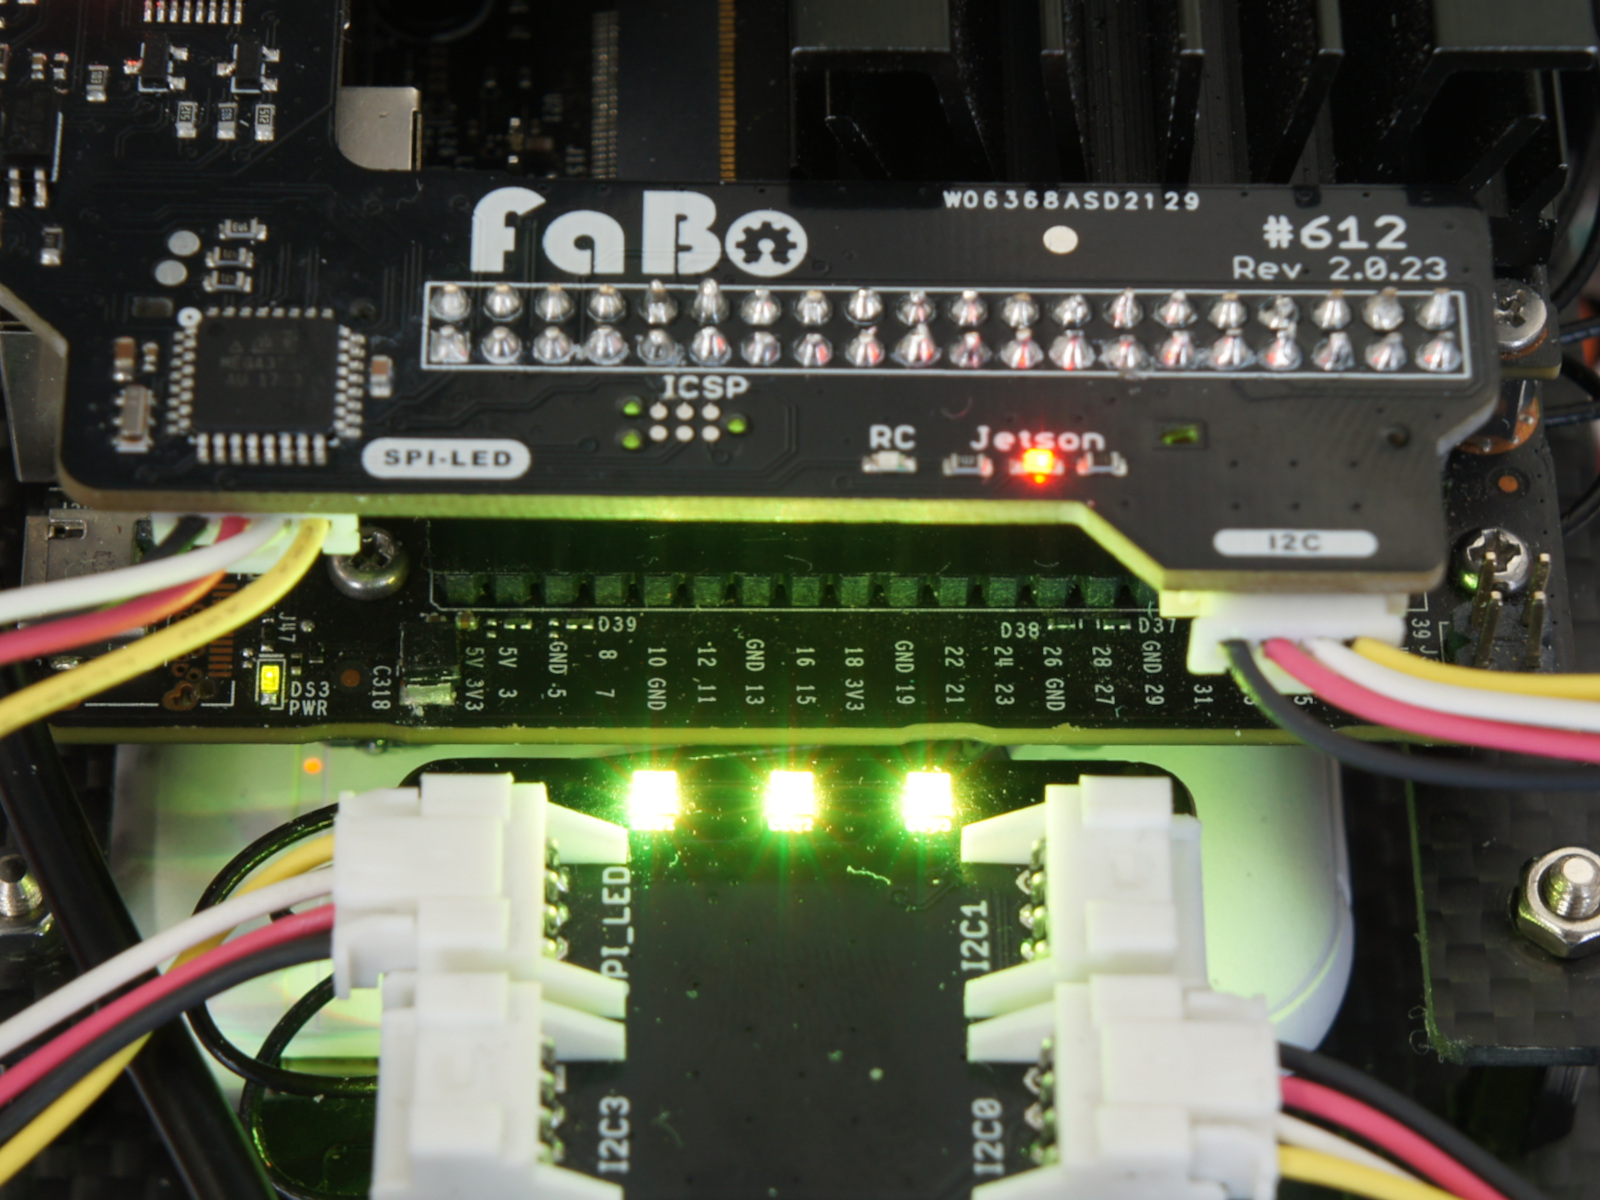 FaBo
W06368ASD2129
#612
Rev 2.0.23
ICSP
SPI-LED
RC
Jetson
I2C
J47
DS3
PWR
C318
D39
D38
D37
5V 5V GND 8 10 12 GND 16 18 GND 22 24 26 28 GND
3V3 3 5 7 GND 11 13 15 3V3 19 21 23 GND 27 29 31
PI_LED
I2C1
I2C3
I2C0